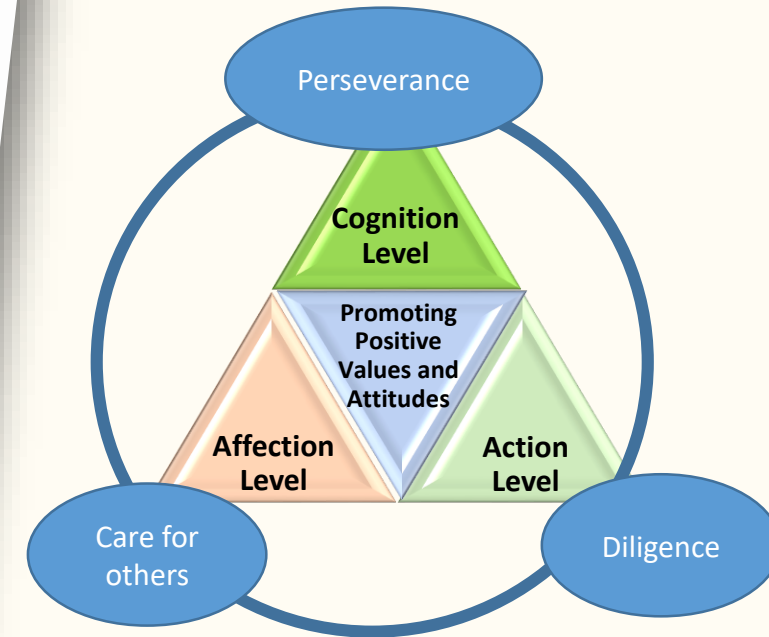 Perseverance
Cognition
Level
Promoting
Positive
Values and
Attitudes
Affection
Level
Action
Level
Care for
others
Diligence